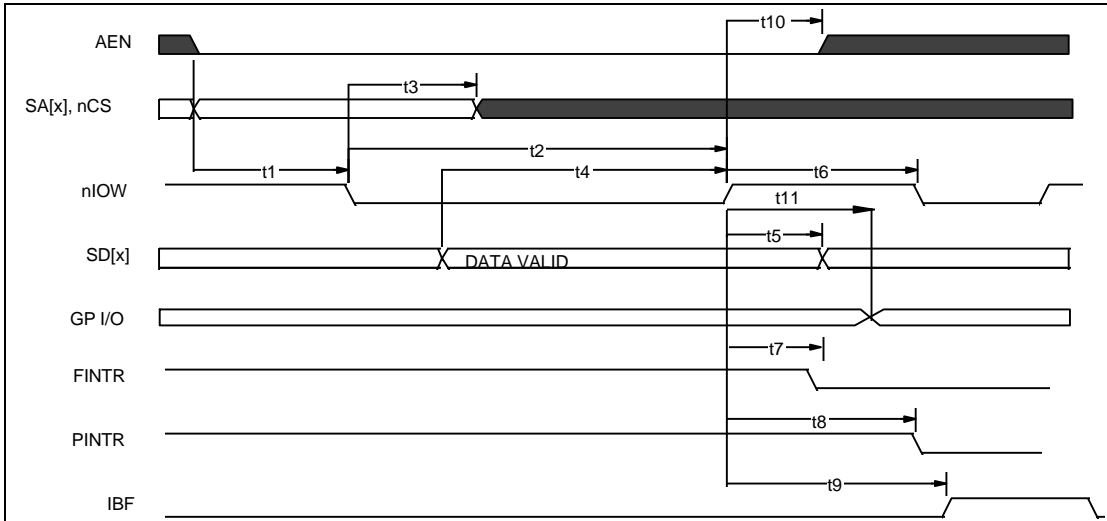 t10
AEN
t3
SA[x], nCS
t2
t1
t4
t6
nIOW
t11
t5
SD[x]
DATA VALID
GP I/O
t7
FINTR
t8
PINTR
t9
IBF